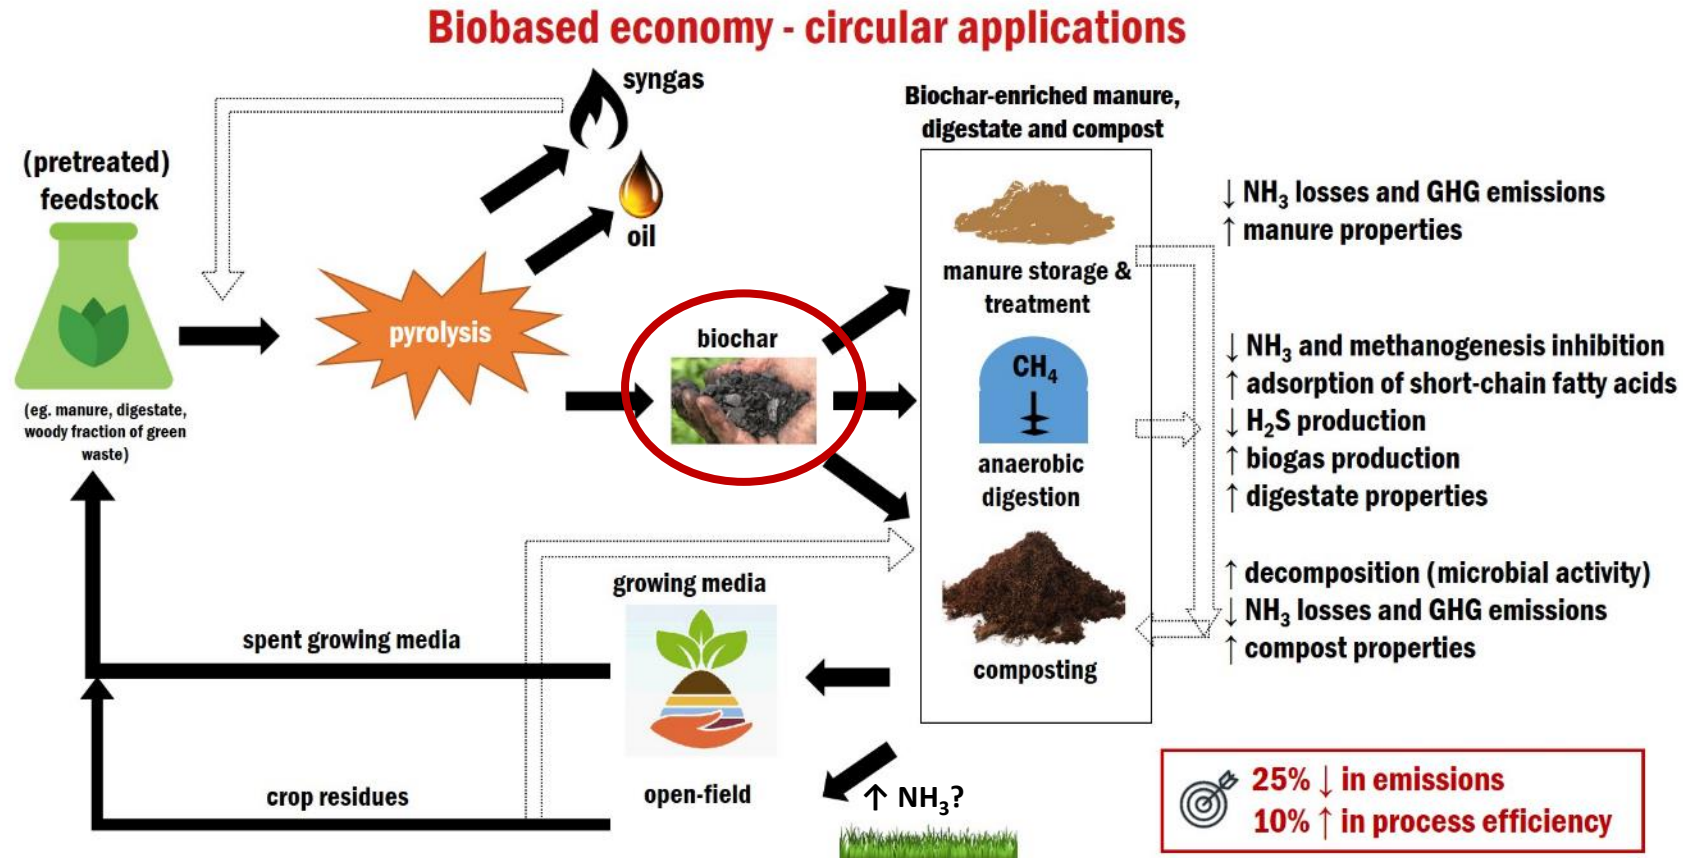 Biobased economy - circular applications
syngas
oil
(pretreated)
feedstock
(eg. manure, digestate,
woody fraction of green
waste)
pyrolysis
biochar
Biochar-enriched manure,
digestate and compost
manure storage &
treatment
CH₄
anaerobic
digestion
composting
↓ NH₃ losses and GHG emissions
↑ manure properties
↓ NH₃ and methanogenesis inhibition
↑ adsorption of short-chain fatty acids
↓ H₂S production
↑ biogas production
↑ digestate properties
↑ decomposition (microbial activity)
↓ NH₃ losses and GHG emissions
↑ compost properties
growing media
spent growing media
crop residues
open-field
↑ NH₃?
25% ↓ in emissions
10% ↑ in process efficiency